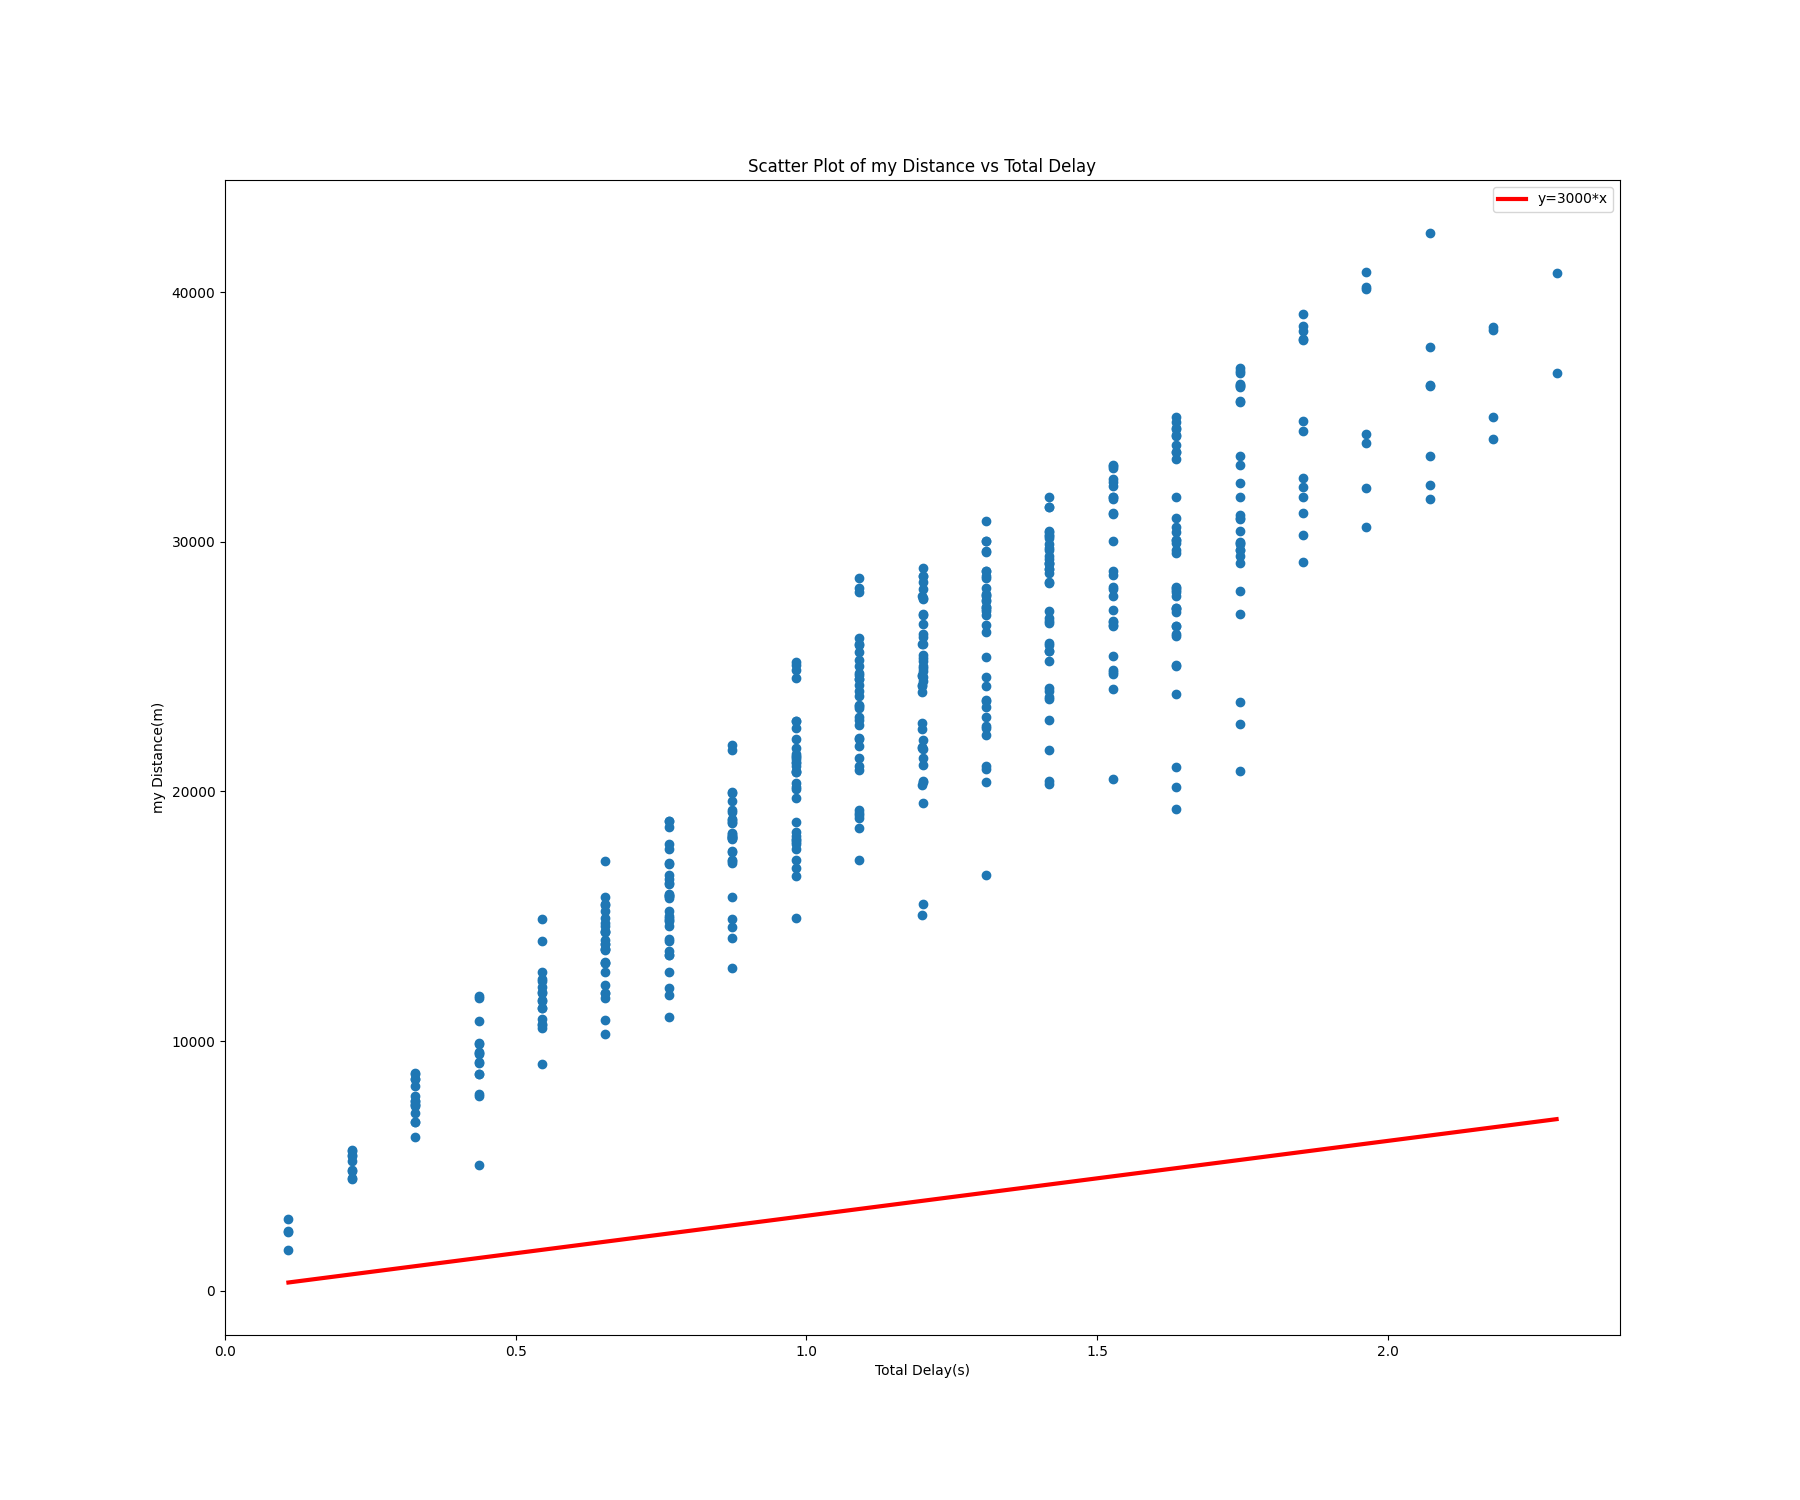 Scatter Plot of my Distance vs Total Delay
y=3000*x
my Distance(m)
40000
30000
20000
10000
0
0.0 0.5 1.0 1.5 2.0
Total Delay(s)